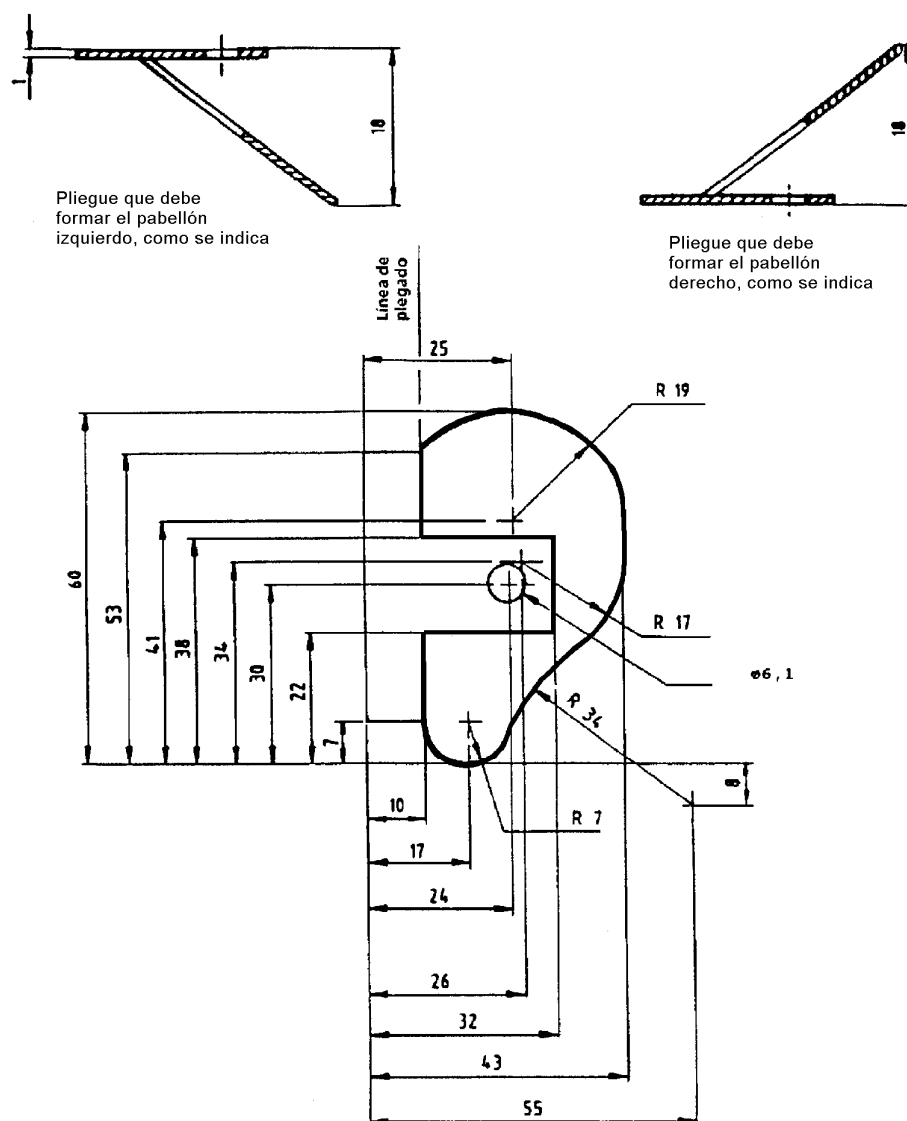 1
18
18
Pliegue que debe
formar el pabellón
izquierdo, como se indica
Pliegue que debe
formar el pabellón
derecho, como se indica
Línea de
plegado
25
R 19
60
53
41
38
34
30
22
7
R 17
ø6,1
R 34
8
10
R 7
17
24
26
32
43
55